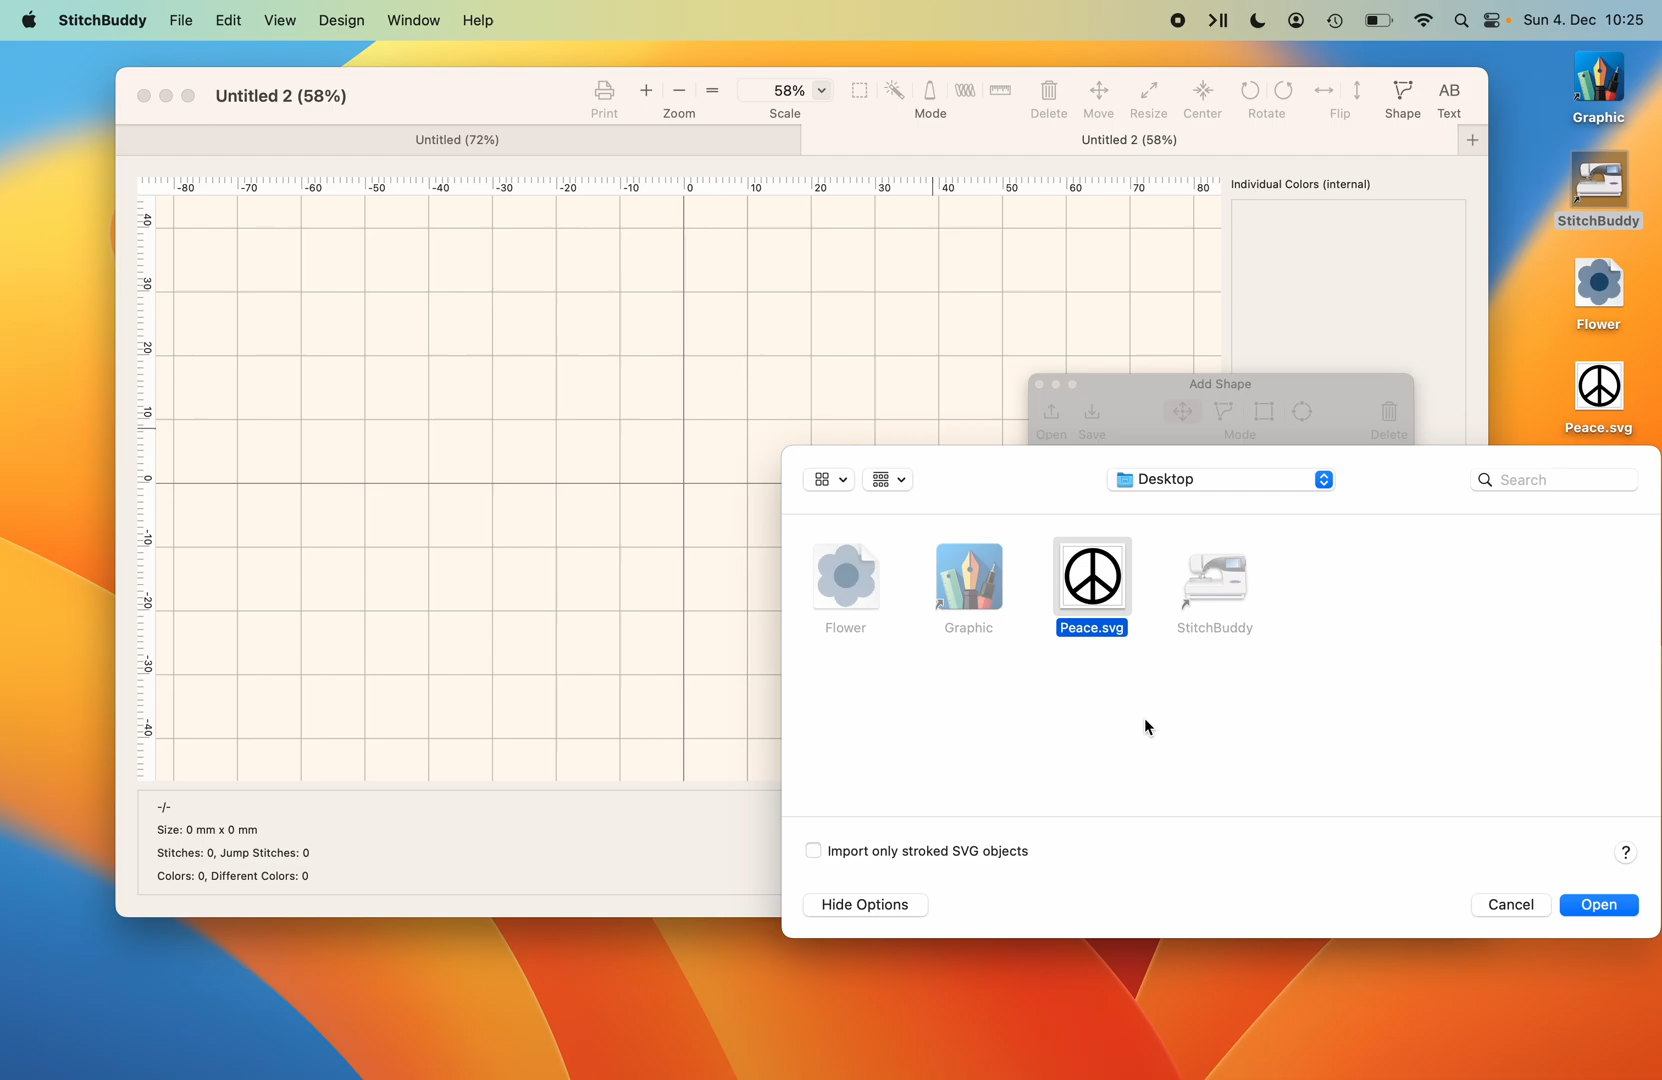 StitchBuddy File Edit View Design Window Help Sun 4. Dec 10:25
Untitled 2 (58%)
58%
Print Zoom Scale Mode Delete Move Resize Center Rotate Flip Shape Text
AB
Untitled (72%) Untitled 2 (58%)
-80 -70 -60 -50 -40 -30 -20 -10 0 10 20 30 40 50 60 70 80
Individual Colors (internal)
40
30
20
10
0
-10
-20
-30
-40
Add Shape
Open Save Mode Delete
Desktop
Search
Flower Graphic Peace.svg StitchBuddy
Import only stroked SVG objects
?
Hide Options Cancel Open
-/-
Size: 0 mm x 0 mm
Stitches: 0, Jump Stitches: 0
Colors: 0, Different Colors: 0
Graphic
StitchBuddy
Flower
Peace.svg